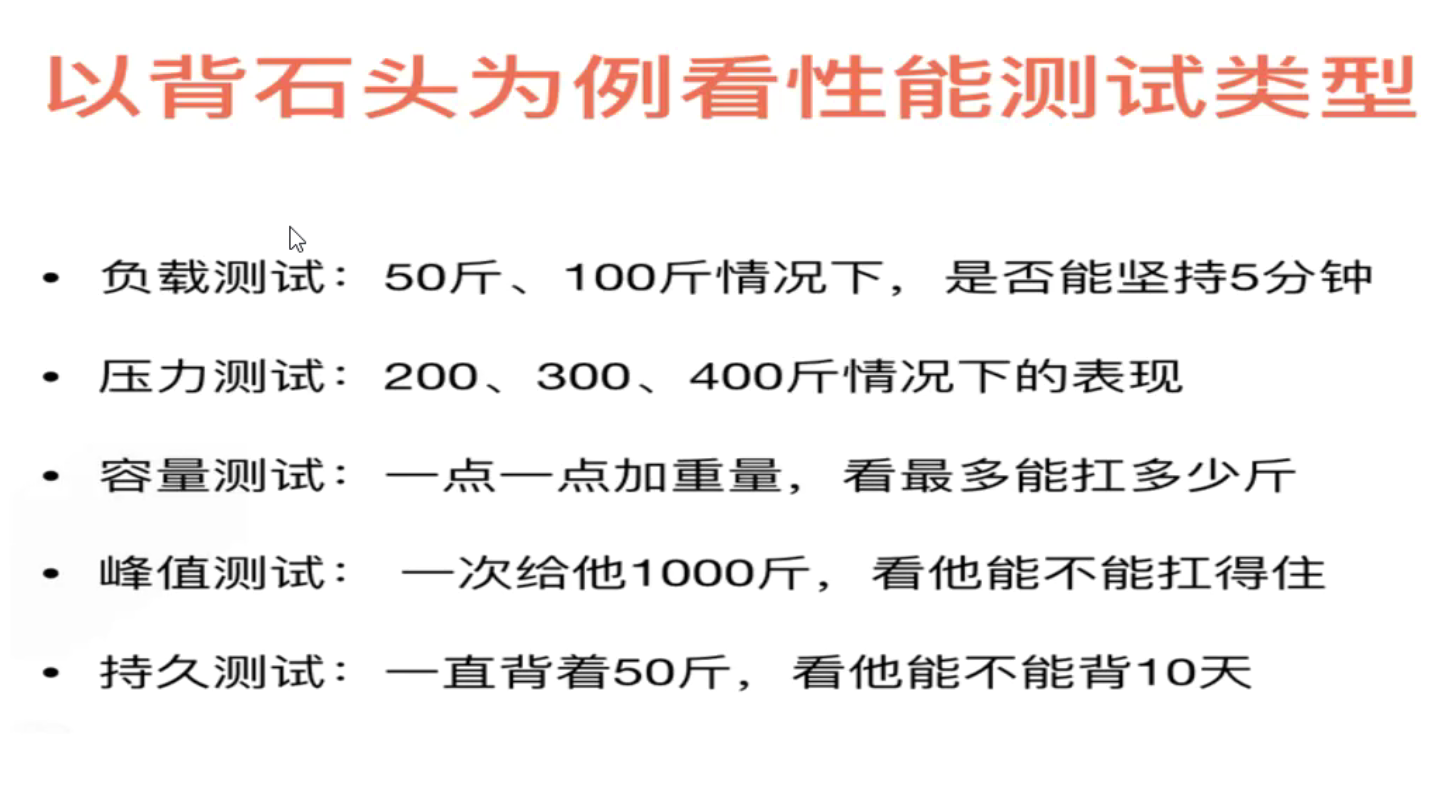 以背石头为例看性能测试类型
• 负载测试：50斤、100斤情况下，是否能坚持5分钟
• 压力测试：200、300、400斤情况下的表现
• 容量测试：一点一点加重量，看最多能扛多少斤
• 峰值测试： 一次给他1000斤，看他能不能扛得住
• 持久测试：一直背着50斤，看他能不能背10天